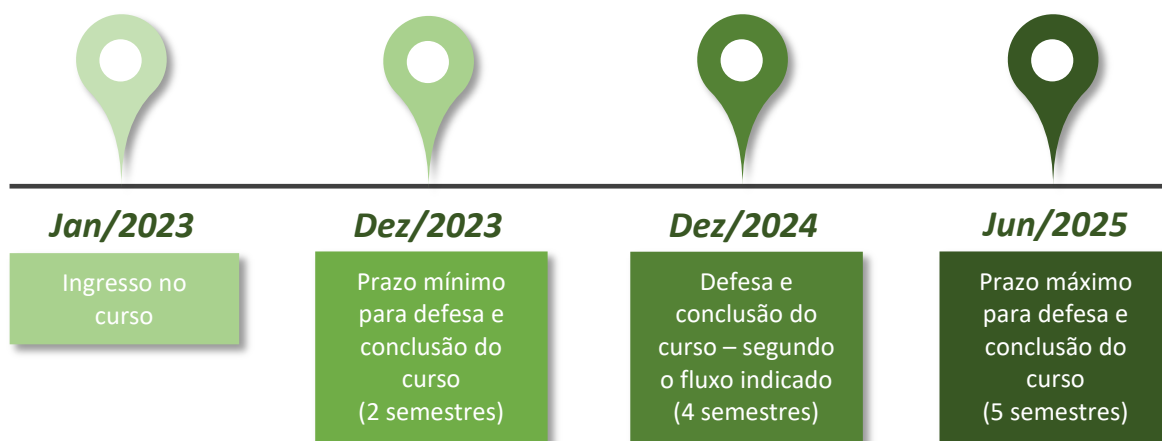 Jan/2023
Ingresso no
curso
Dez/2023
Prazo mínimo
para defesa e
conclusão do
curso
(2 semestres)
Dez/2024
Defesa e
conclusão do
curso – segundo
o fluxo indicado
(4 semestres)
Jun/2025
Prazo máximo
para defesa e
conclusão do
curso
(5 semestres)